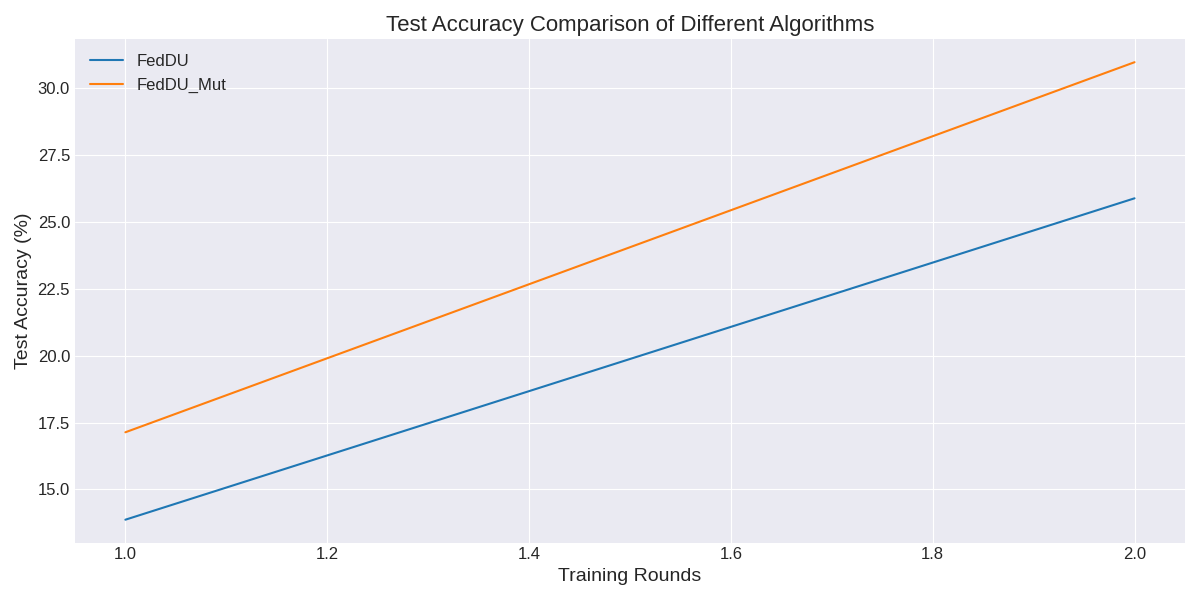 Test Accuracy Comparison of Different Algorithms
FedDU
FedDU_Mut
Test Accuracy (%)
30.0
27.5
25.0
22.5
20.0
17.5
15.0
1.0 1.2 1.4 1.6 1.8 2.0
Training Rounds